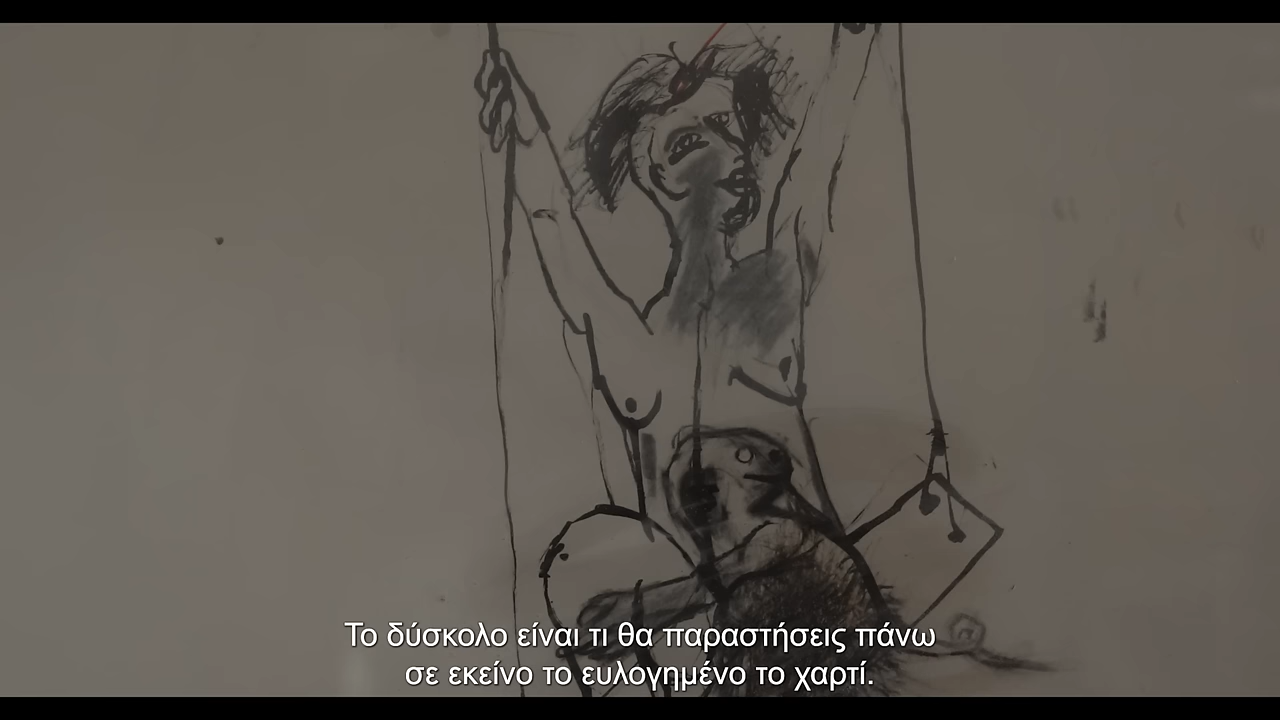 Το δύσκολο είναι τι θα παραστήσεις πάνω
σε εκείνο το ευλογημένο το χαρτί.